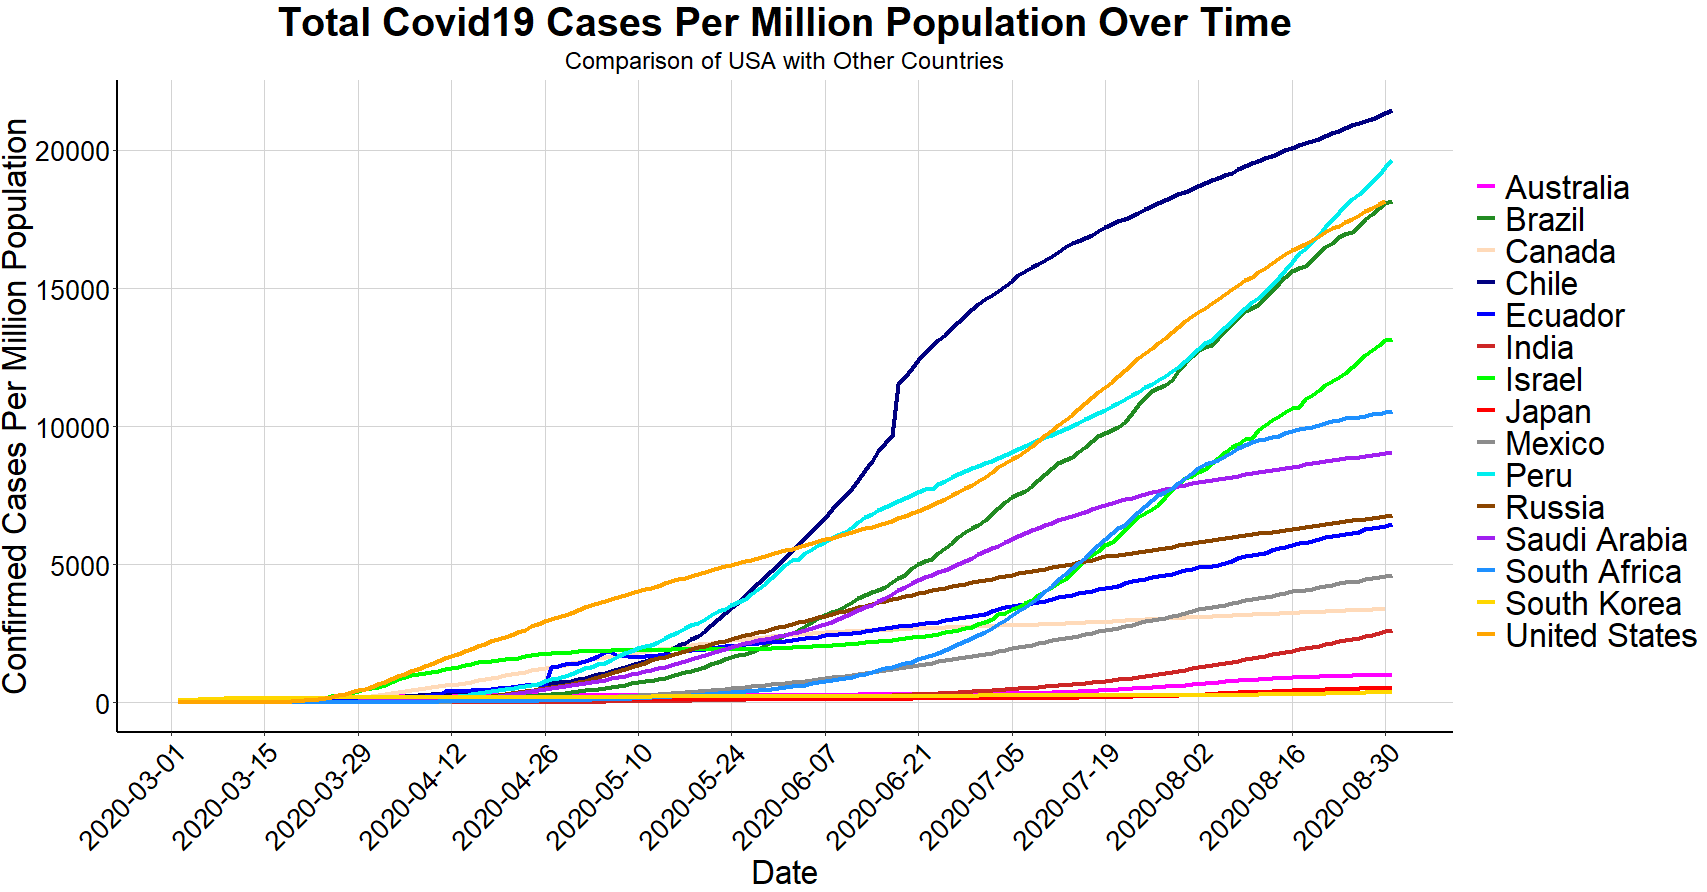 Total Covid19 Cases Per Million Population Over Time
Comparison of USA with Other Countries
Confirmed Cases Per Million Population
20000
15000
10000
5000
0
2020-03-01
2020-03-15
2020-03-29
2020-04-12
2020-04-26
2020-05-10
2020-05-24
2020-06-07
2020-06-21
2020-07-05
2020-07-19
2020-08-02
2020-08-16
2020-08-30
Date
Australia
Brazil
Canada
Chile
Ecuador
India
Israel
Japan
Mexico
Peru
Russia
Saudi Arabia
South Africa
South Korea
United States